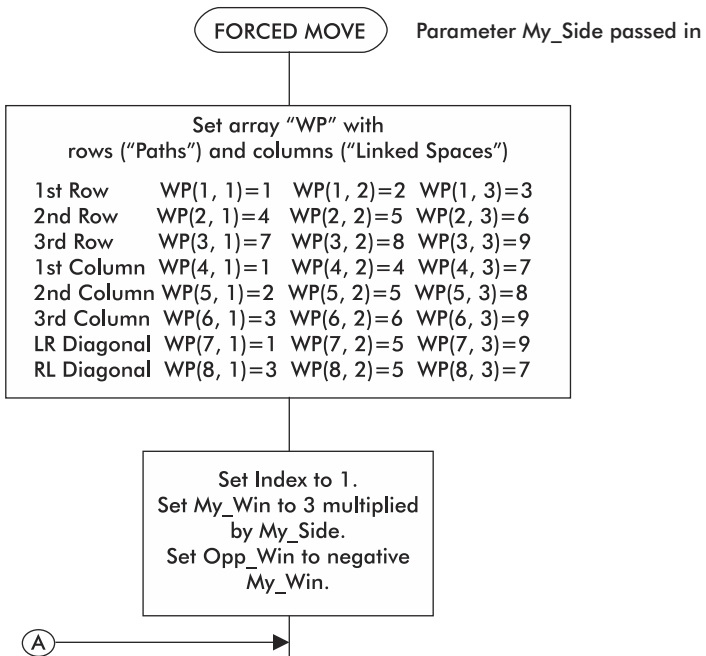 FORCED MOVE Parameter My_Side passed in
Set array “WP” with
rows (“Paths”) and columns (“Linked Spaces”)
1st Row WP(1, 1)=1 WP(1, 2)=2 WP(1, 3)=3
2nd Row WP(2, 1)=4 WP(2, 2)=5 WP(2, 3)=6
3rd Row WP(3, 1)=7 WP(3, 2)=8 WP(3, 3)=9
1st Column WP(4, 1)=1 WP(4, 2)=4 WP(4, 3)=7
2nd Column WP(5, 1)=2 WP(5, 2)=5 WP(5, 3)=8
3rd Column WP(6, 1)=3 WP(6, 2)=6 WP(6, 3)=9
LR Diagonal WP(7, 1)=1 WP(7, 2)=5 WP(7, 3)=9
RL Diagonal WP(8, 1)=3 WP(8, 2)=5 WP(8, 3)=7
Set Index to 1.
Set My_Win to 3 multiplied
by My_Side.
Set Opp_Win to negative
My_Win.
A